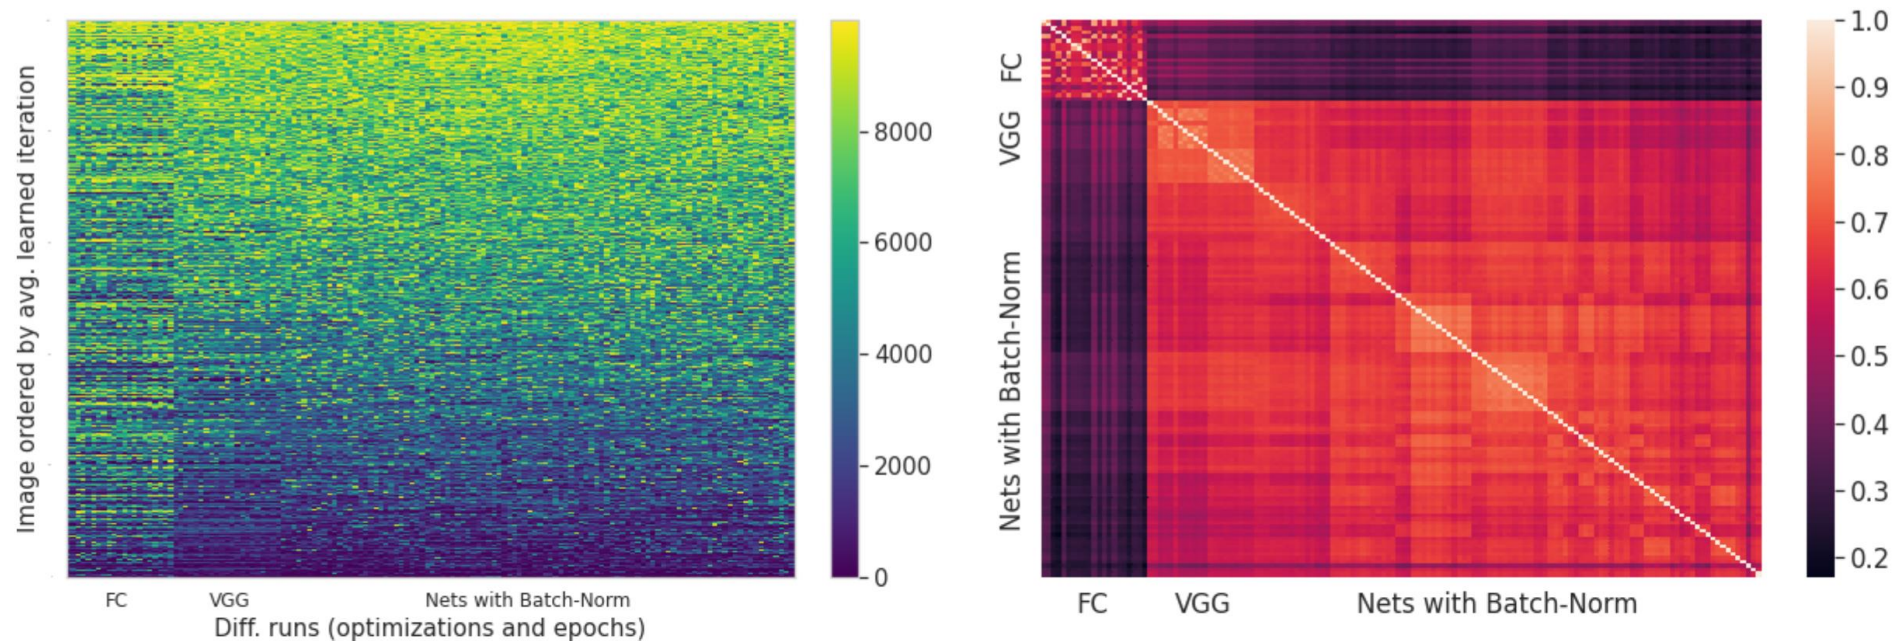 Image ordered by avg. learned iteration
8000
6000
4000
2000
0
FC
VGG
Nets with Batch-Norm
Diff. runs (optimizations and epochs)
FC
VGG
Nets with Batch-Norm
FC
VGG
Nets with Batch-Norm
1.0
0.9
0.8
0.7
0.6
0.5
0.4
0.3
0.2